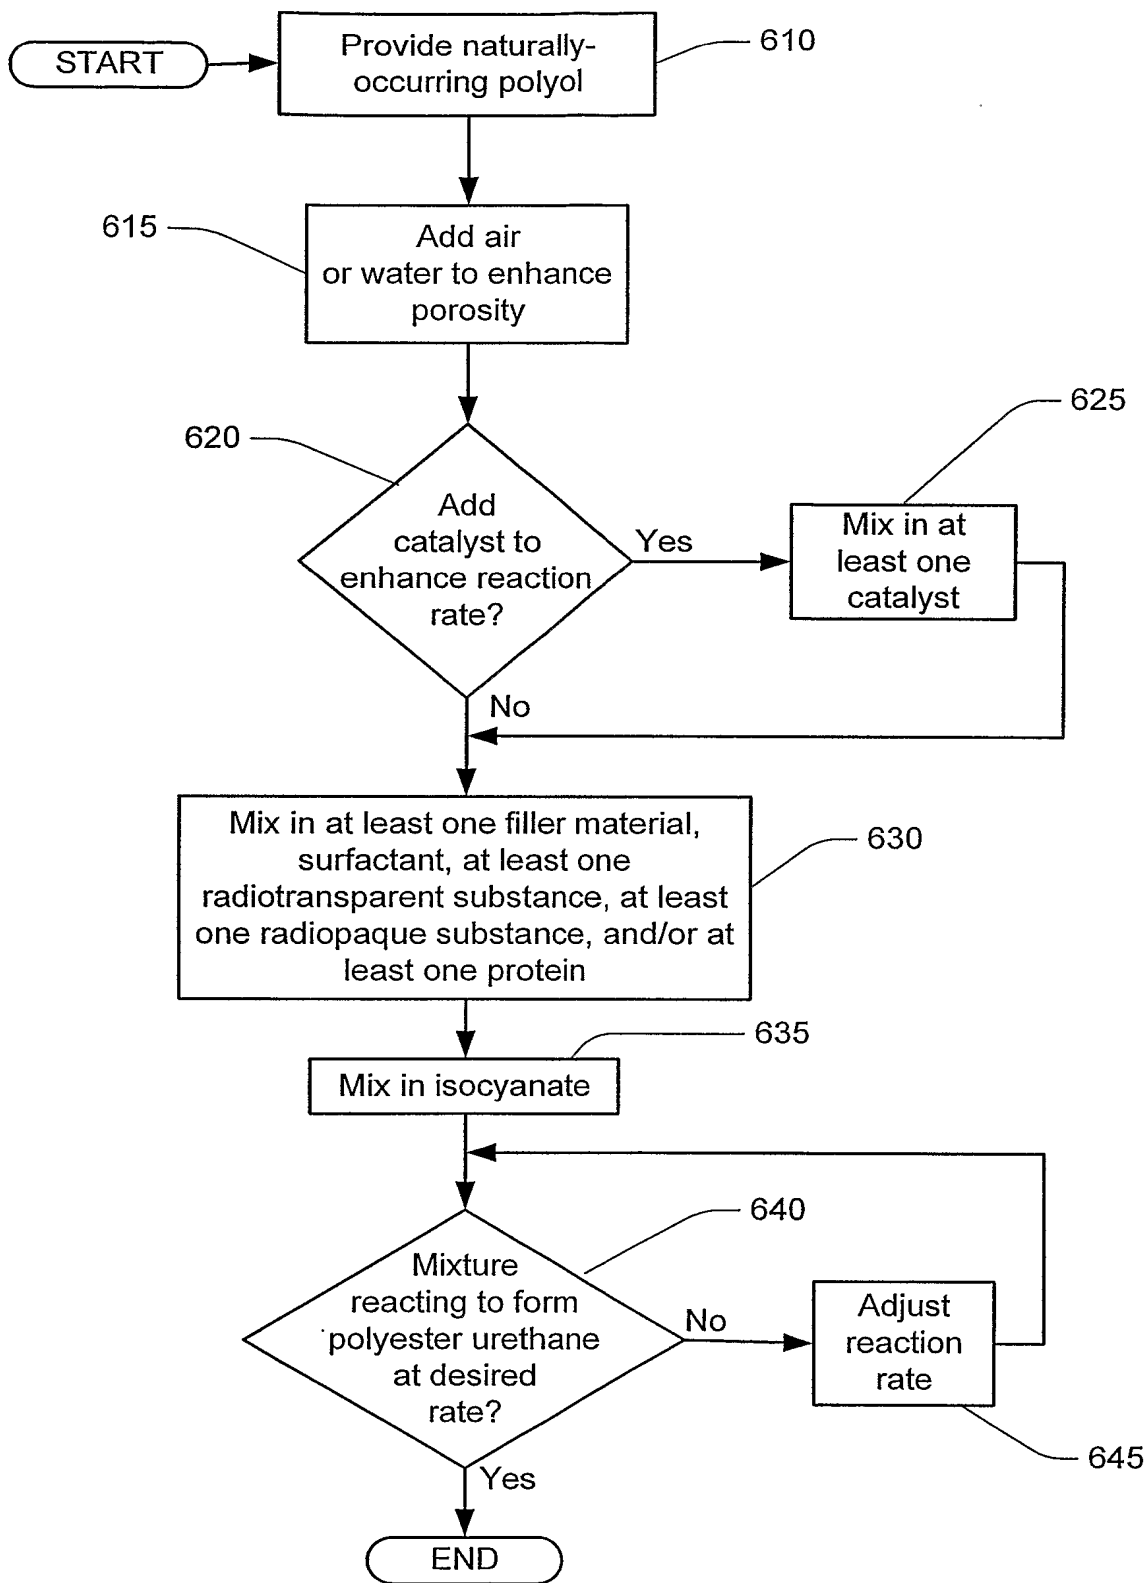 START
Provide naturally-
occurring polyol
610
615
Add air
or water to enhance
porosity
620
Add
catalyst to
enhance reaction
rate?
Yes
625
Mix in at
least one
catalyst
No
Mix in at least one filler material,
surfactant, at least one
radiotransparent substance, at least
one radiopaque substance, and/or at
least one protein
630
635
Mix in isocyanate
640
Mixture
reacting to form
polyester urethane
at desired
rate?
No
Adjust
reaction
rate
645
Yes
END